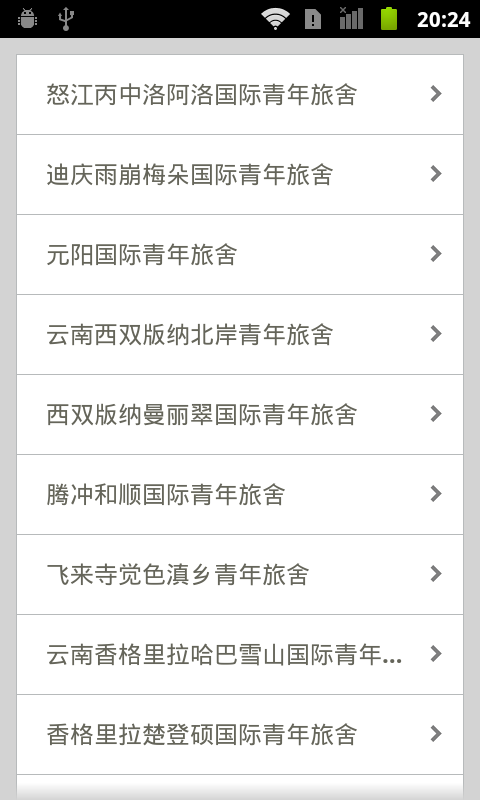 20:24
怒江丙中洛阿洛国际青年旅舍
迪庆雨崩梅朵国际青年旅舍
元阳国际青年旅舍
云南西双版纳北岸青年旅舍
西双版纳曼丽翠国际青年旅舍
腾冲和顺国际青年旅舍
飞来寺觉色滇乡青年旅舍
云南香格里拉哈巴雪山国际青年...
香格里拉楚登硕国际青年旅舍